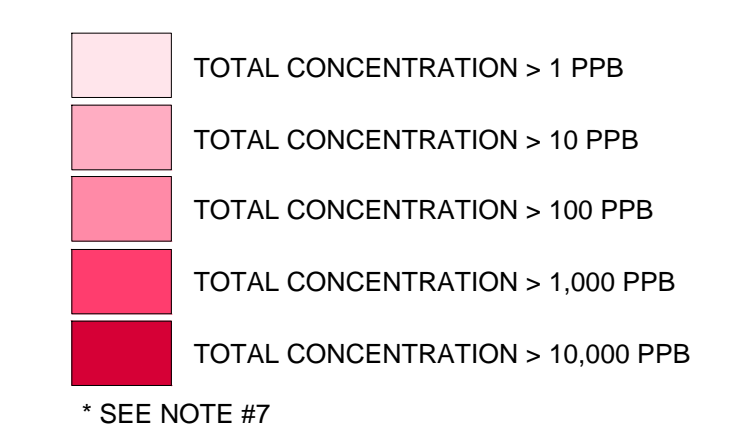 TOTAL CONCENTRATION > 1 PPB
TOTAL CONCENTRATION > 10 PPB
TOTAL CONCENTRATION > 100 PPB
TOTAL CONCENTRATION > 1,000 PPB
TOTAL CONCENTRATION > 10,000 PPB
* SEE NOTE #7